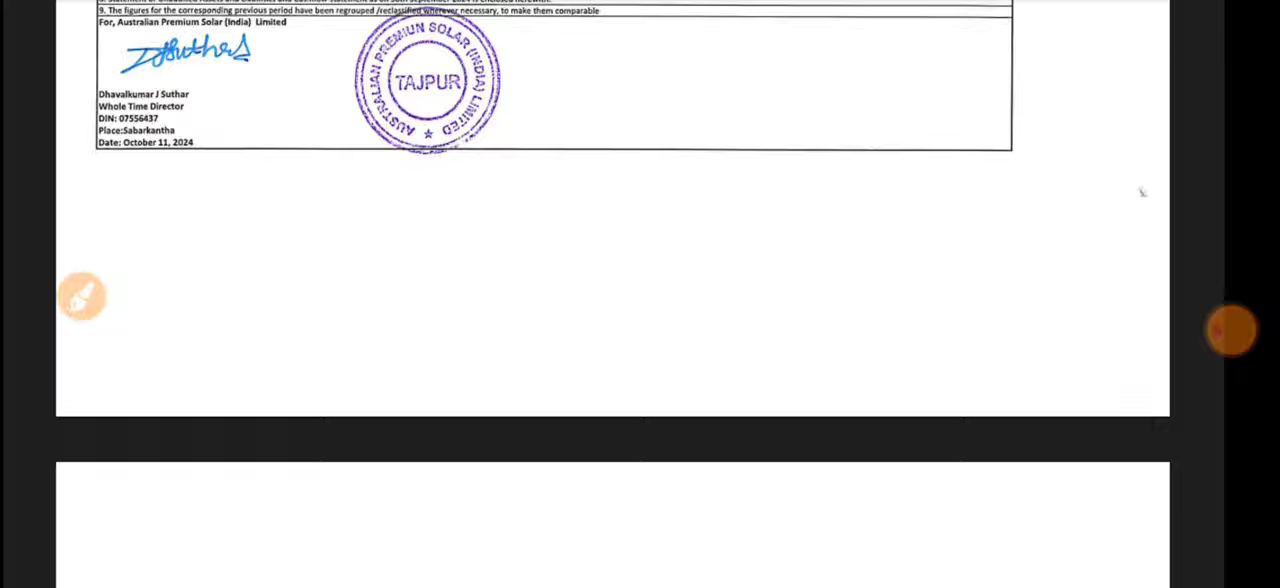 9. The figures for the corresponding previous period have been regrouped /reclassified wherever necessary, to make them comparable
For, Australian Premium Solar (India) Limited
AUSTRALIAN PREMIUN SOLAR (INDIA) LIMITED
TAJPUR
Dhavalkumar J Suthar
Whole Time Director
DIN: 07556437
Place:Sabarkantha
Date: October 11, 2024